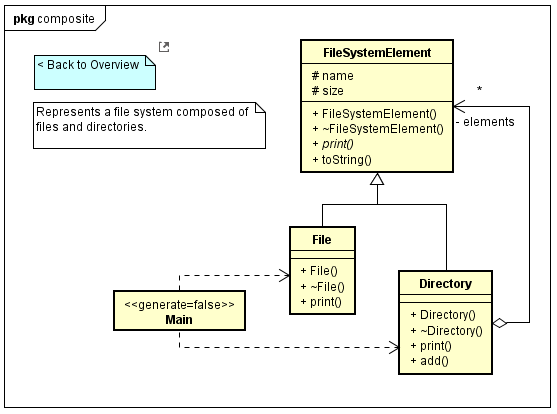 pkg composite
< Back to Overview
Represents a file system composed of
files and directories.
FileSystemElement
# name
# size
+ FileSystemElement()
+ ~FileSystemElement()
+ print()
+ toString()
*
- elements
File
+ File()
+ ~File()
+ print()
<<generate=false>>
Main
Directory
+ Directory()
+ ~Directory()
+ print()
+ add()